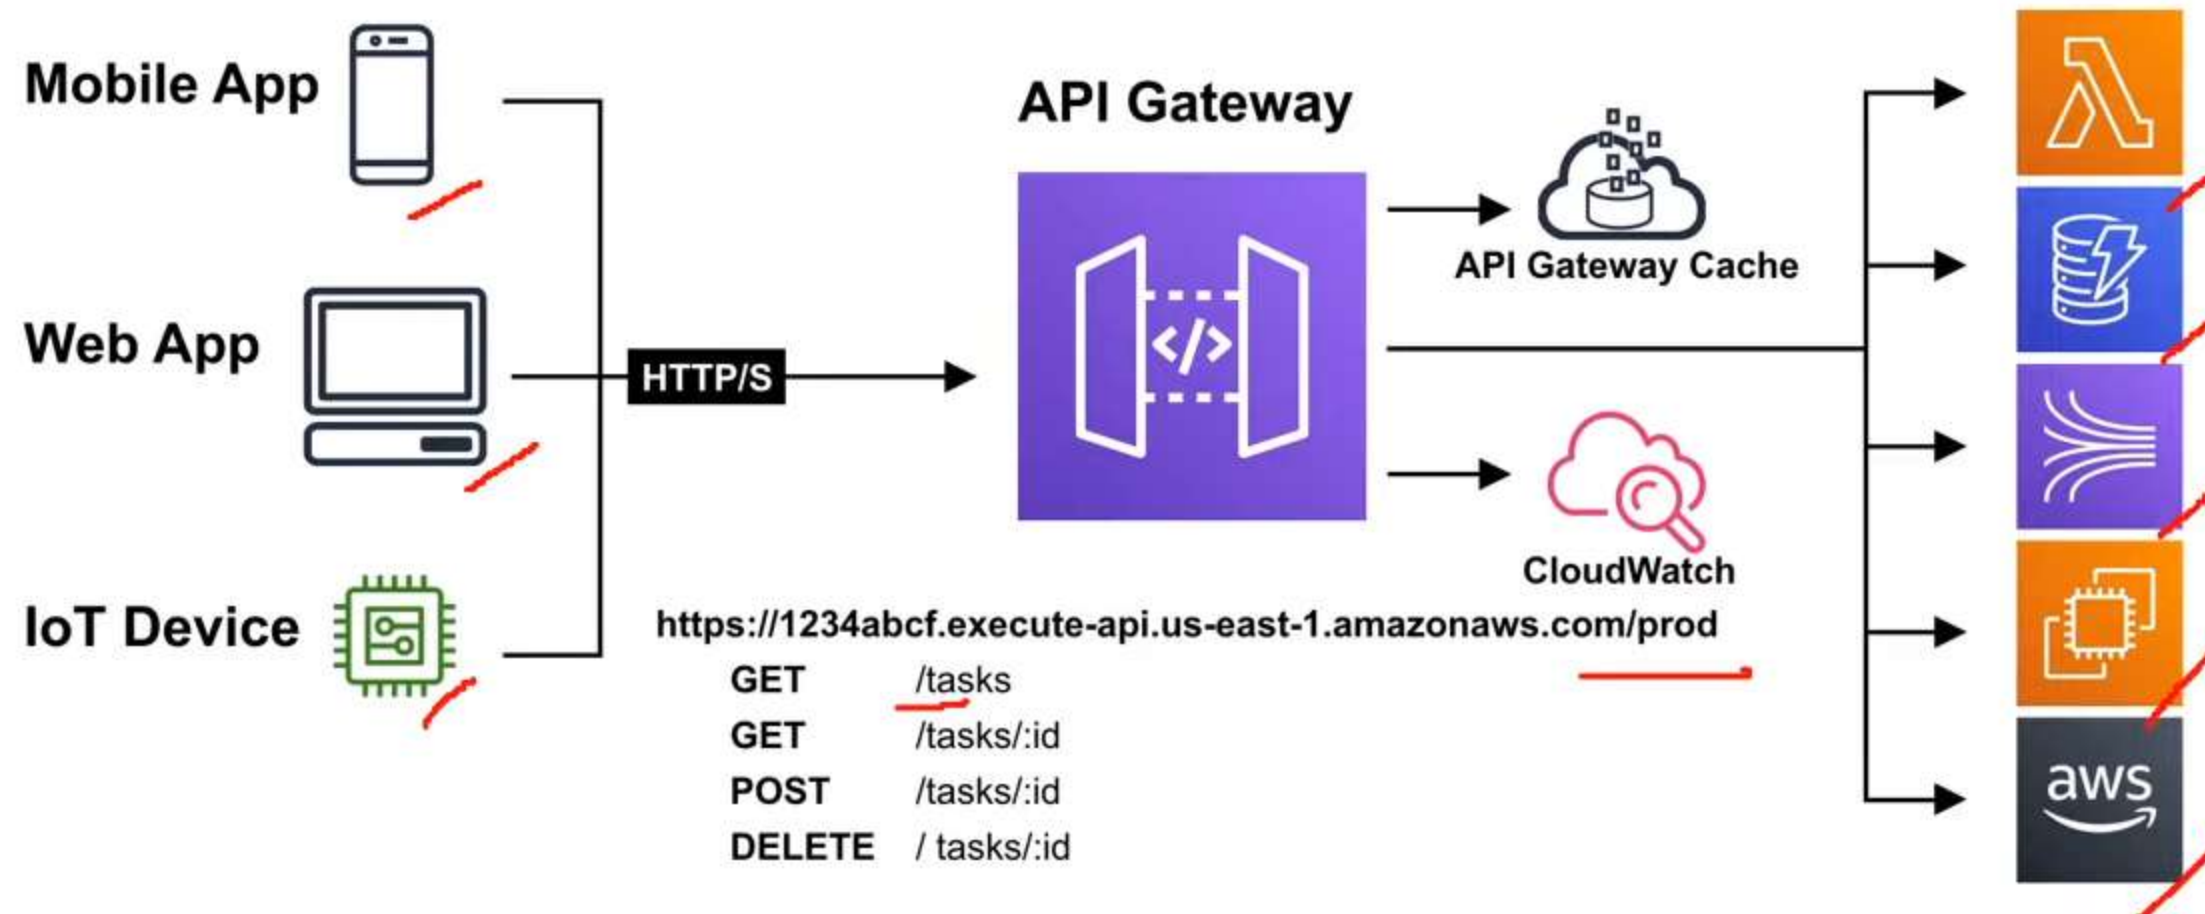 Mobile App
Web App
IoT Device
HTTP/S
API Gateway
</>
API Gateway Cache
CloudWatch
https://1234abcf.execute-api.us-east-1.amazonaws.com/prod
GET /tasks
GET /tasks/:id
POST /tasks/:id
DELETE / tasks/:id
λ
aws